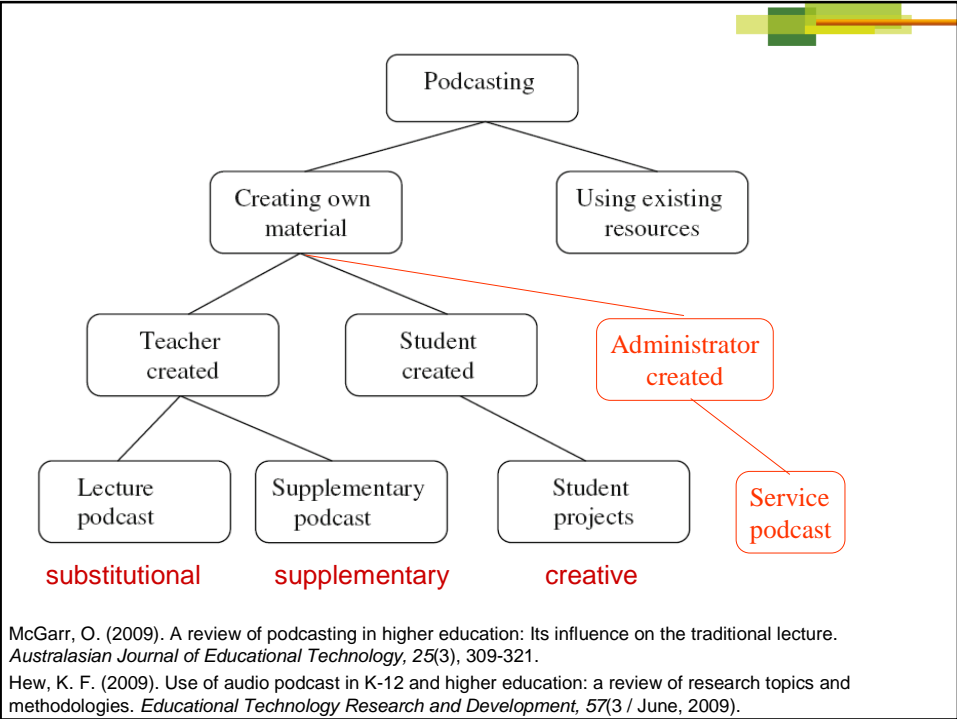 Podcasting
Creating own
material
Using existing
resources
Teacher
created
Student
created
Administrator
created
Lecture
podcast
Supplementary
podcast
Student
projects
Service
podcast
substitutional
supplementary
creative
McGarr, O. (2009). A review of podcasting in higher education: Its influence on the traditional lecture.
Australasian Journal of Educational Technology, 25(3), 309-321.
Hew, K. F. (2009). Use of audio podcast in K-12 and higher education: a review of research topics and
methodologies. Educational Technology Research and Development, 57(3 / June, 2009).